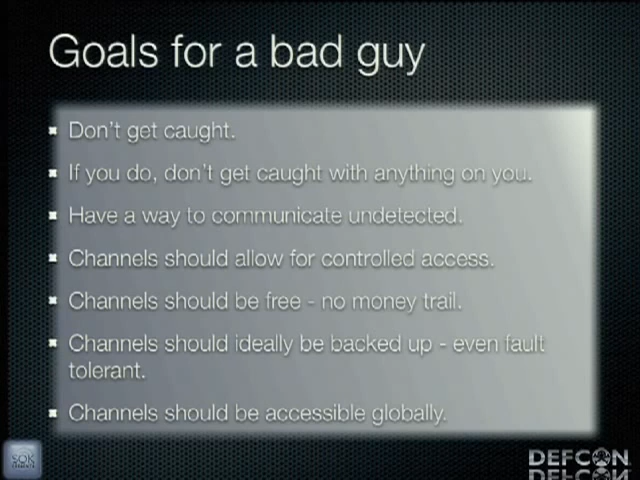 Goals for a bad guy
Don't get caught.
If you do, don't get caught with anything on you.
Have a way to communicate undetected.
Channels should allow for controlled access.
Channels should be free - no money trail.
Channels should ideally be backed up - even fault
tolerant.
Channels should be accessible globally.
SOK
DEFCON